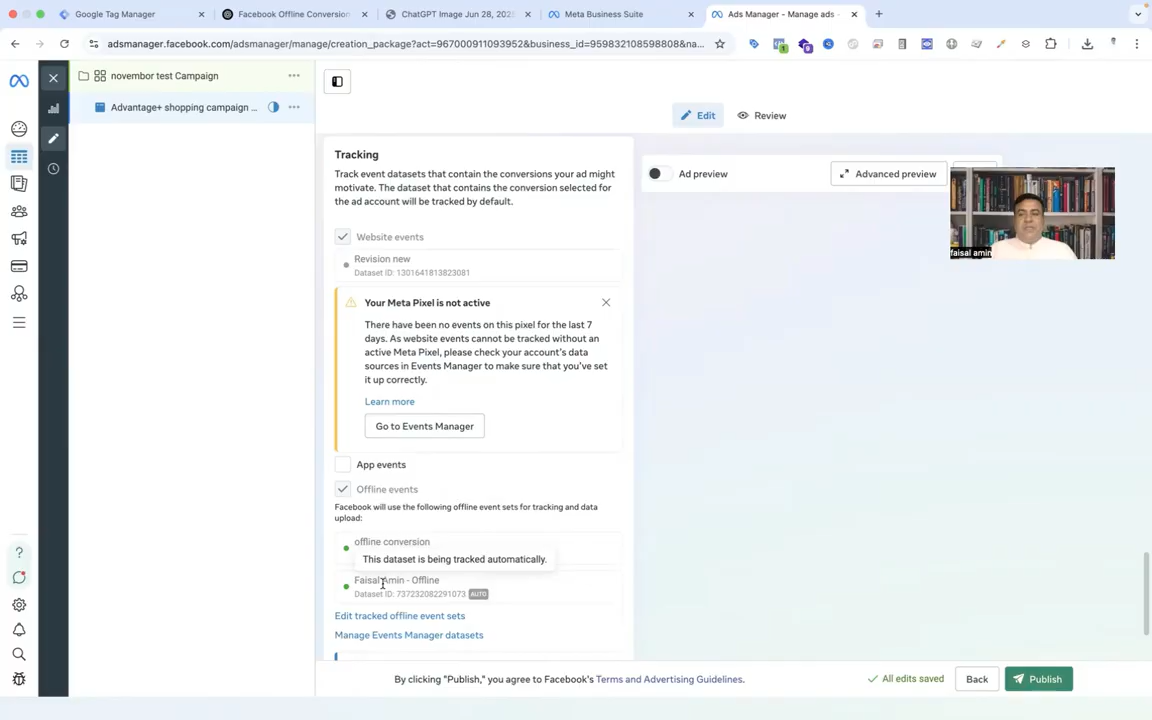 Google Tag Manager
Facebook Offline Conversion
ChatGPT Image Jun 28, 202
Meta Business Suite
Ads Manager - Manage ads
adsmanager.facebook.com/adsmanager/manage/creation_package?act=967000911093952&business_id=959832108598808&na...
novembor test Campaign
Advantage+ shopping campaign ...
Edit
Review
Tracking
Track event datasets that contain the conversions your ad might
motivate. The dataset that contains the conversion selected for
the ad account will be tracked by default.
Website events
Revision new
Dataset ID: 1301641813823081
Your Meta Pixel is not active
There have been no events on this pixel for the last 7
days. As website events cannot be tracked without an
active Meta Pixel, please check your account's data
sources in Events Manager to make sure that you've set
it up correctly.
Learn more
Go to Events Manager
App events
Offline events
Facebook will use the following offline event sets for tracking and data
upload:
offline conversion
This dataset is being tracked automatically.
Faisal Amin - Offline
Dataset ID: 737232082291073 AUTO
Edit tracked offline event sets
Manage Events Manager datasets
Ad preview
Advanced preview
faisal amin
By clicking "Publish," you agree to Facebook's Terms and Advertising Guidelines.
All edits saved
Back
Publish